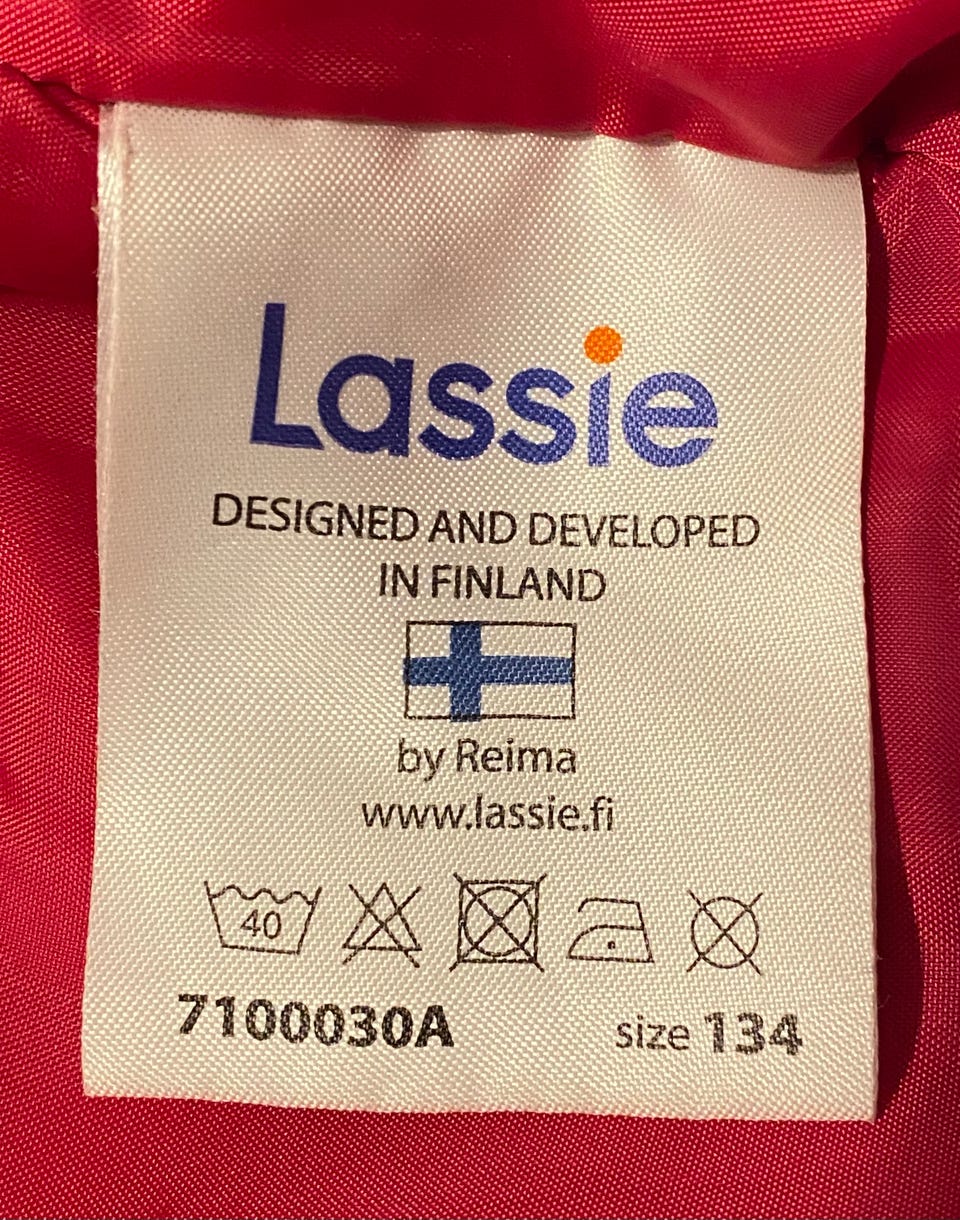 Lassie
DESIGNED AND DEVELOPED
IN FINLAND
by Reima
www.lassie.fi
40
7100030A size 134